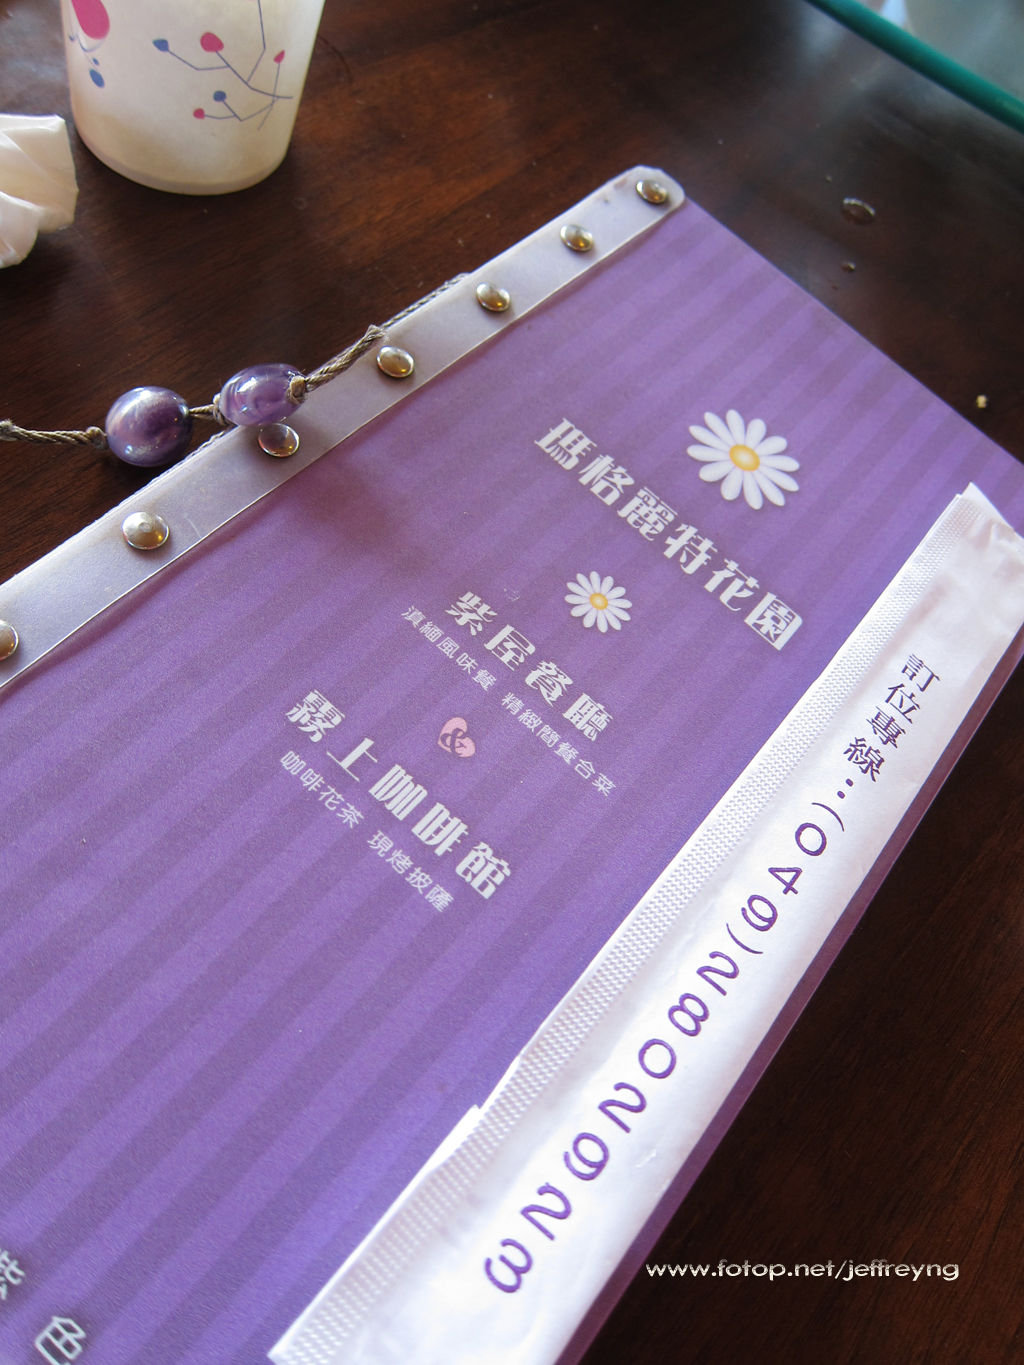 瑪格麗特花園
紫屋餐廳
滇緬風味餐 精緻簡餐合菜
&
霧上咖啡館
咖啡花茶 現烤披薩
訂位專線:(049)2802923
紫色
www.fotop.net/jeffreyng